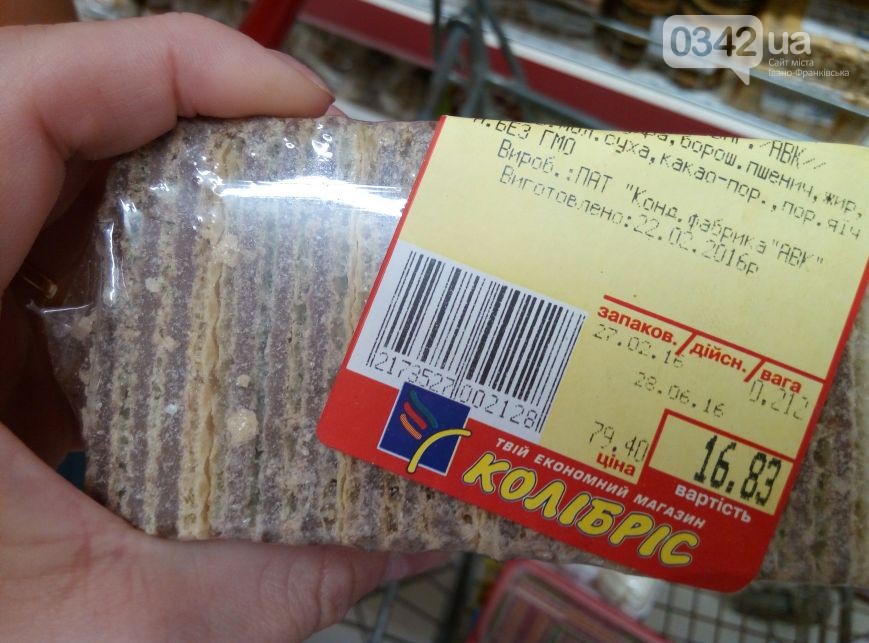 0342 ua
Сайт міста
Івано-Франківська
борош.пшенич,жир,
суха,какао-пор.,пор.яїч
.БЕЗ ГМО
Вироб.:ПАТ "Конд.фабрика "АВК"
Виготовлено:22.02.2016р
запаков. дійсн. вага
27.02.16 28.06.16 0.212
2173527002128
79.40
ціна
16.83
вартість
ТВІЙ ЕКОНОМНИЙ МАГАЗИН
КОЛІБРІС